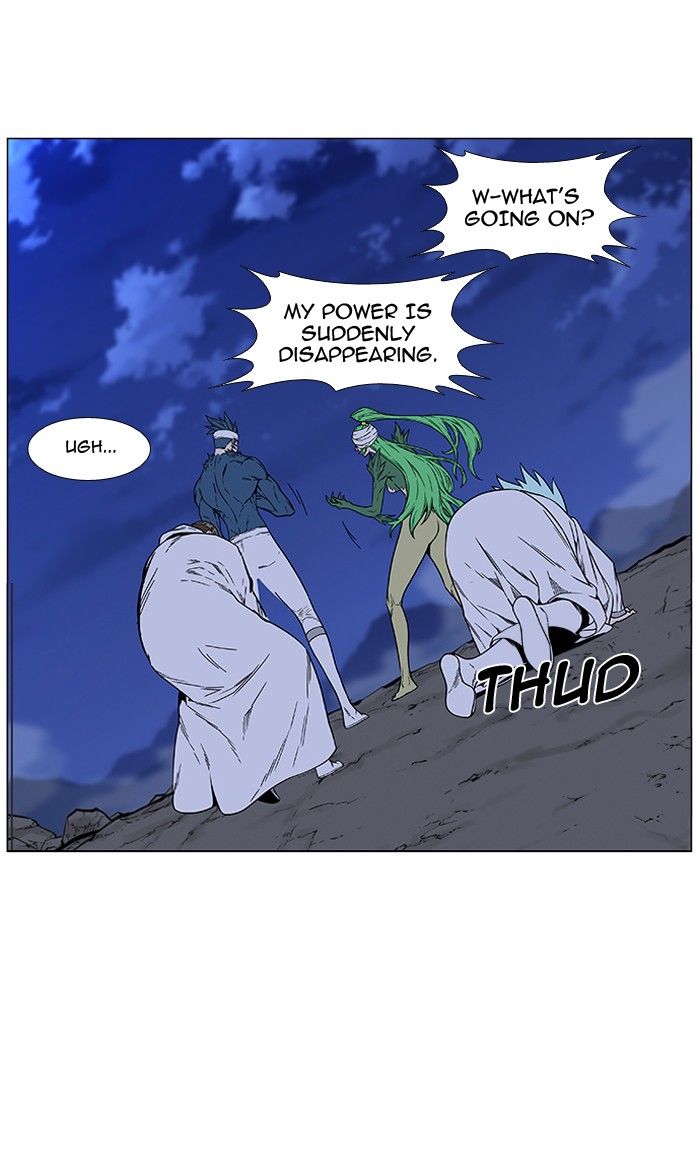 W-WHAT'S
GOING ON?
MY POWER IS
SUDDENLY
DISAPPEARING.
UGH...
THUD